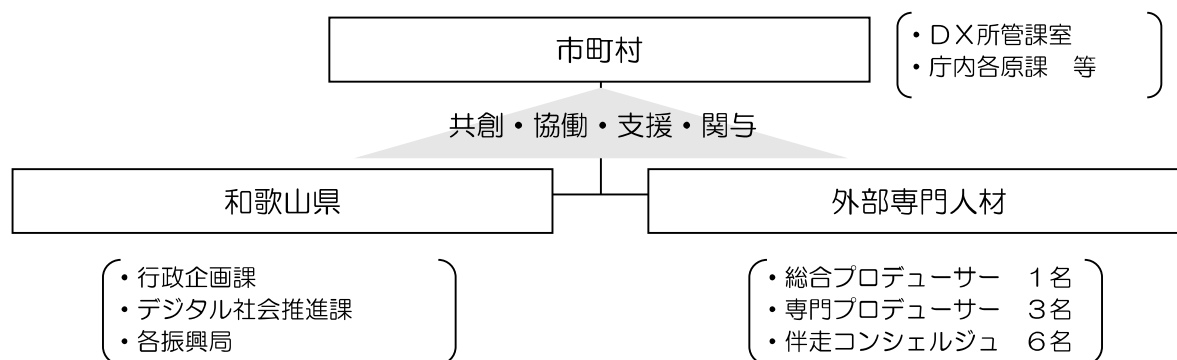 市町村
・ＤＸ所管課室
・庁内各原課　等
共創・協働・支援・関与
和歌山県
外部専門人材
・行政企画課
・デジタル社会推進課
・各振興局
・総合プロデューサー　１名
・専門プロデューサー　３名
・伴走コンシェルジュ　６名